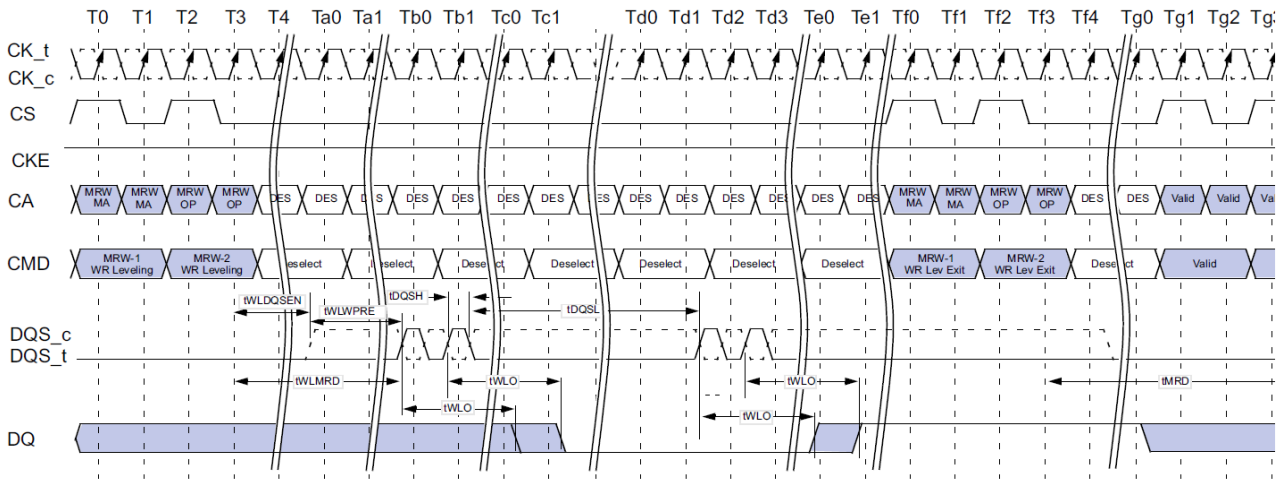 T0 T1 T2 T3 T4 Ta0 Ta1 Tb0 Tb1 Tc0 Tc1 Td0 Td1 Td2 Td3 Te0 Te1 Tf0 Tf1 Tf2 Tf3 Tf4 Tg0 Tg1 Tg2 Tg3
CK_t
CK_c
CS
CKE
CA MRW MA MRW MA MRW OP MRW OP DES DES DES DES DES DES DES DES DES DES DES DES DES DES MRW MA MRW MA MRW OP MRW OP DES DES Valid Valid Val
CMD MRW-1 WR Leveling MRW-2 WR Leveling Deselect Deselect Deselect Deselect Deselect Deselect Deselect MRW-1 WR Lev Exit MRW-2 WR Lev Exit Deselect Valid
tWLDQSEN tWLWPRE tDQSH tDQSL
DQS_c
DQS_t
tWLMRD tWLO tWLO tMRD
tWLO tWLO
DQ